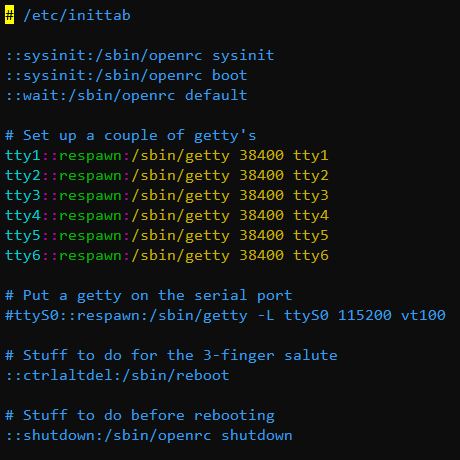 # /etc/inittab
::sysinit:/sbin/openrc sysinit
::sysinit:/sbin/openrc boot
::wait:/sbin/openrc default
# Set up a couple of getty's
tty1::respawn:/sbin/getty 38400 tty1
tty2::respawn:/sbin/getty 38400 tty2
tty3::respawn:/sbin/getty 38400 tty3
tty4::respawn:/sbin/getty 38400 tty4
tty5::respawn:/sbin/getty 38400 tty5
tty6::respawn:/sbin/getty 38400 tty6
# Put a getty on the serial port
#ttyS0::respawn:/sbin/getty -L ttyS0 115200 vt100
# Stuff to do for the 3-finger salute
::ctrlaltdel:/sbin/reboot
# Stuff to do before rebooting
::shutdown:/sbin/openrc shutdown